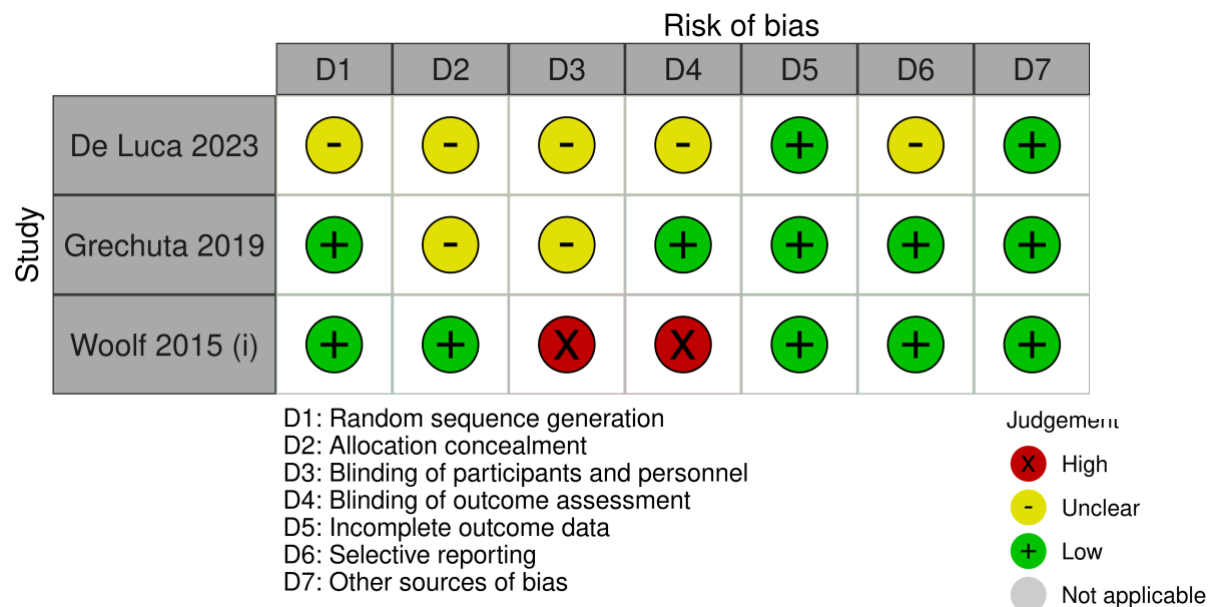 Risk of bias
D1 D2 D3 D4 D5 D6 D7
Study
De Luca 2023 - - - - + - +
Grechuta 2019 + - - + + + +
Woolf 2015 (i) + + X X + + +
D1: Random sequence generation
D2: Allocation concealment
D3: Blinding of participants and personnel
D4: Blinding of outcome assessment
D5: Incomplete outcome data
D6: Selective reporting
D7: Other sources of bias
Judgement
X High
- Unclear
+ Low
Not applicable